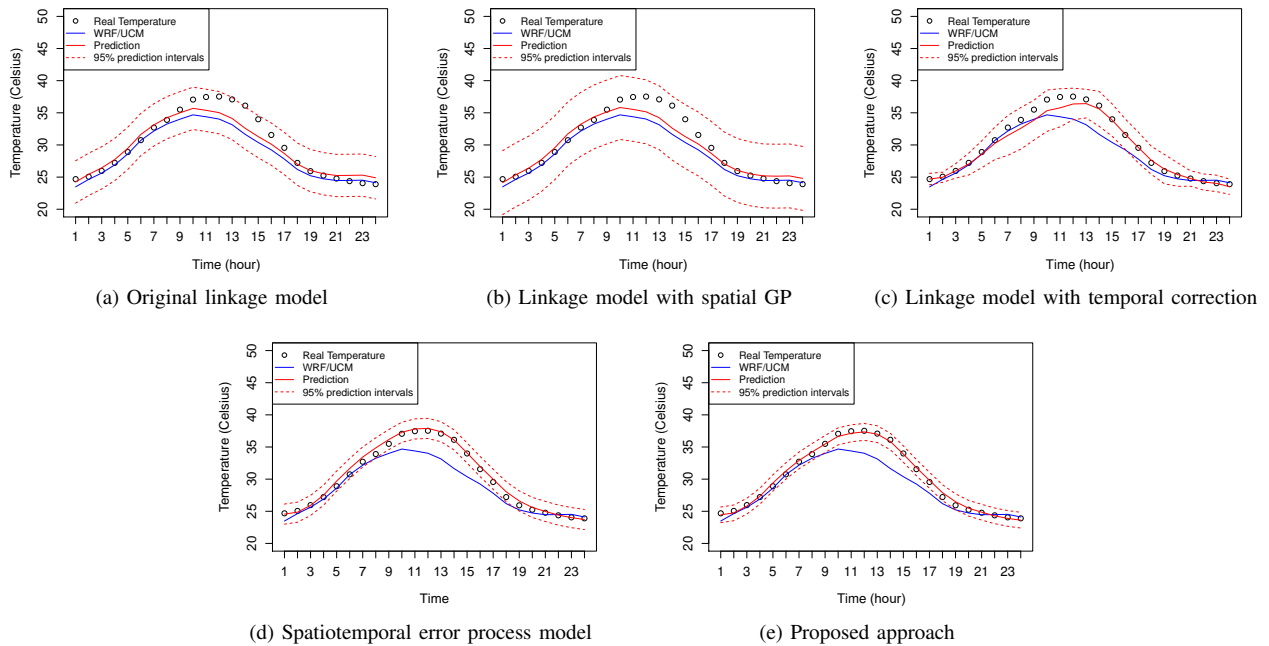 50
45
40
35
30
25
20
Temperature (Celsius)
Real Temperature
WRF/UCM
Prediction
95% prediction intervals
1 3 5 7 9 11 13 15 17 19 21 23
Time (hour)
(a) Original linkage model
50
45
40
35
30
25
20
Temperature (Celsius)
Real Temperature
WRF/UCM
Prediction
95% prediction intervals
1 3 5 7 9 11 13 15 17 19 21 23
Time (hour)
(b) Linkage model with spatial GP
50
45
40
35
30
25
20
Temperature (Celsius)
Real Temperature
WRF/UCM
Prediction
95% prediction intervals
1 3 5 7 9 11 13 15 17 19 21 23
Time (hour)
(c) Linkage model with temporal correction
50
45
40
35
30
25
20
Temperature (Celsius)
Real Temperature
WRF/UCM
Prediction
95% prediction intervals
1 3 5 7 9 11 13 15 17 19 21 23
Time
(d) Spatiotemporal error process model
50
45
40
35
30
25
20
Temperature (Celsius)
Real Temperature
WRF/UCM
Prediction
95% prediction intervals
1 3 5 7 9 11 13 15 17 19 21 23
Time (hour)
(e) Proposed approach